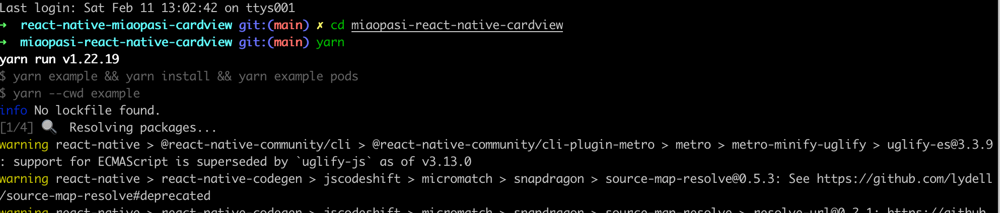 Last login: Sat Feb 11 13:02:42 on ttys001
→ react-native-miaopasi-cardview git:(main) ✗ cd miaopasi-react-native-cardview
→ miaopasi-react-native-cardview git:(main) yarn
yarn run v1.22.19
$ yarn example && yarn install && yarn example pods
$ yarn --cwd example
info No lockfile found.
[1/4] 🔍 Resolving packages...
warning react-native > @react-native-community/cli > @react-native-community/cli-plugin-metro > metro > metro-minify-uglify > uglify-es@3.3.9
: support for ECMAScript is superseded by `uglify-js` as of v3.13.0
warning react-native > react-native-codegen > jscodeshift > micromatch > snapdragon > source-map-resolve@0.5.3: See https://github.com/lydell
/source-map-resolve#deprecated
warning react-native > react-native-codegen > jscodeshift > micromatch > snapdragon > source-map-resolve > resolve-url@0.2.1: https://github